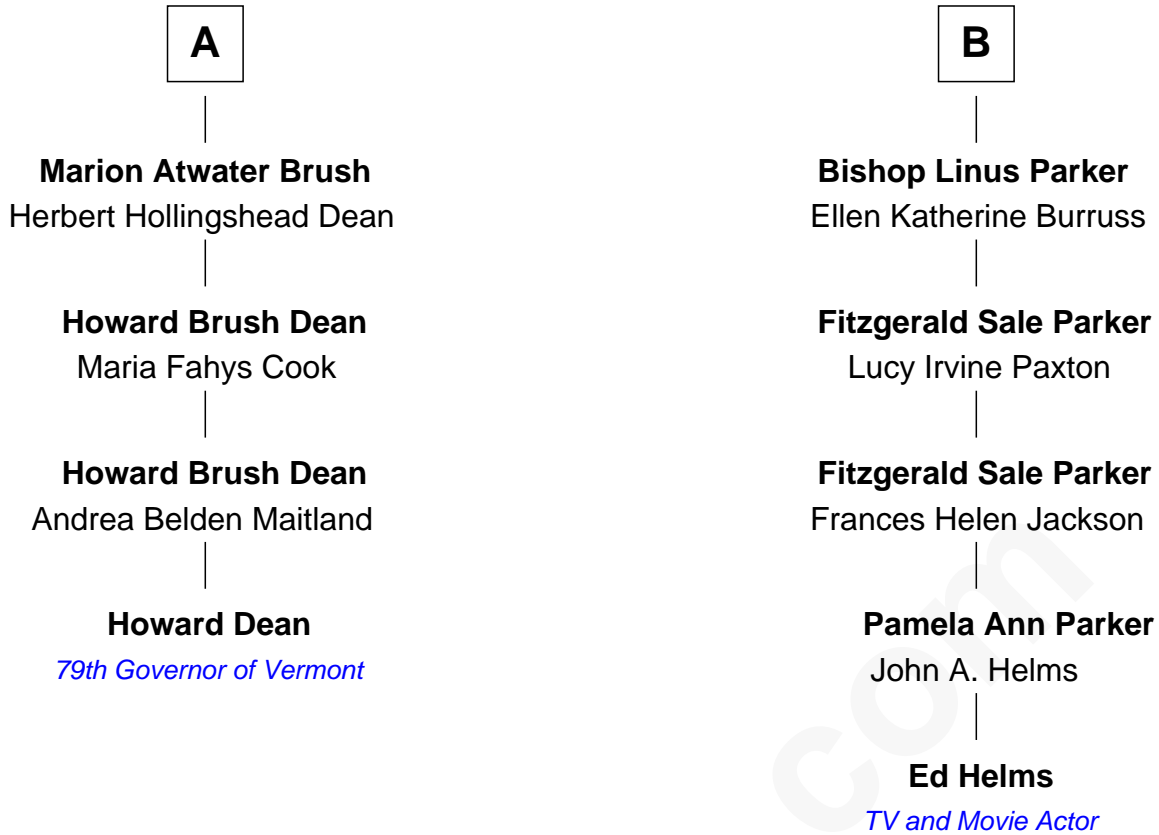 A
Marion Atwater Brush
Herbert Hollingshead Dean
Howard Brush Dean
Maria Fahys Cook
Howard Brush Dean
Andrea Belden Maitland
Howard Dean
79th Governor of Vermont
B
Bishop Linus Parker
Ellen Katherine Burruss
Fitzgerald Sale Parker
Lucy Irvine Paxton
Fitzgerald Sale Parker
Frances Helen Jackson
Pamela Ann Parker
John A. Helms
Ed Helms
TV and Movie Actor
com